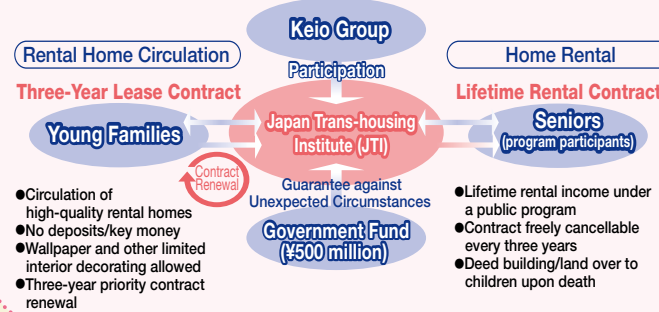 Keio Group
Rental Home Circulation
Home Rental
Participation
Three-Year Lease Contract
Lifetime Rental Contract
Young Families
Japan Trans-housing
Institute (JTI)
Seniors
(program participants)
Contract
Renewal
Guarantee against
Unexpected Circumstances
Government Fund
(¥500 million)
●Circulation of
high-quality rental homes
●No deposits/key money
●Wallpaper and other limited
interior decorating allowed
●Three-year priority contract
renewal
●Lifetime rental income under
a public program
●Contract freely cancellable
every three years
●Deed building/land over to
children upon death